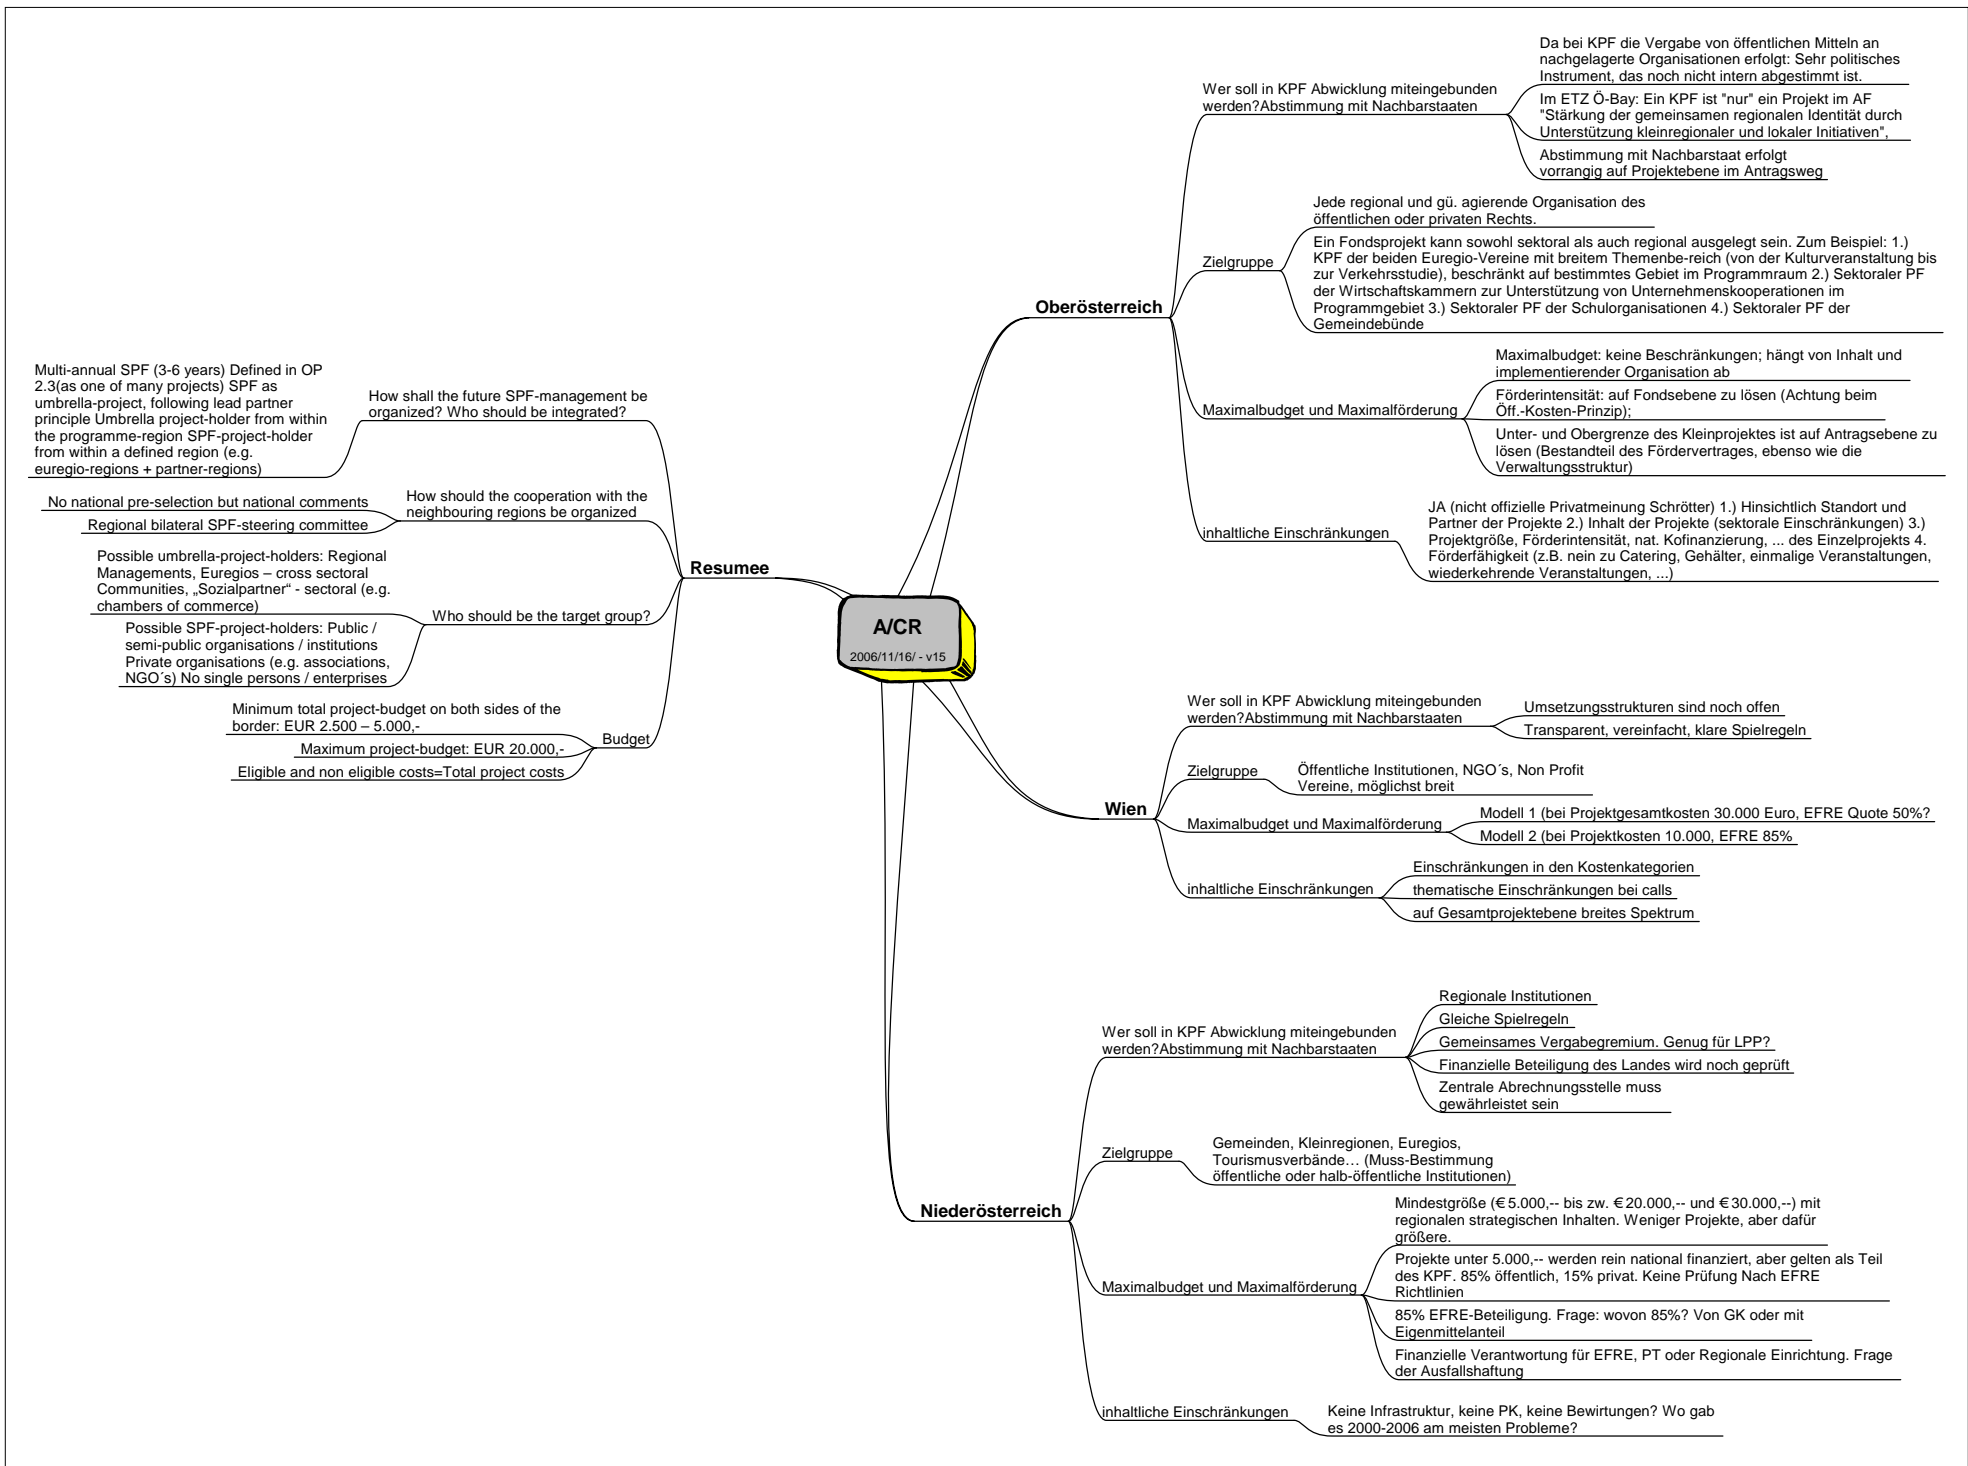 A/CR
2006/11/16/ - v15
Oberösterreich
Wer soll in KPF Abwicklung miteingebunden
werden?Abstimmung mit Nachbarstaaten
Da bei KPF die Vergabe von öffentlichen Mitteln an
nachgelagerte Organisationen erfolgt: Sehr politisches
Instrument, das noch nicht intern abgestimmt ist.
Im ETZ Ö-Bay: Ein KPF ist "nur" ein Projekt im AF
"Stärkung der gemeinsamen regionalen Identität durch
Unterstützung kleinregionaler und lokaler Initiativen",
Abstimmung mit Nachbarstaat erfolgt
vorrangig auf Projektebene im Antragsweg
Zielgruppe
Jede regional und gü. agierende Organisation des
öffentlichen oder privaten Rechts.
Ein Fondsprojekt kann sowohl sektoral als auch regional ausgelegt sein. Zum Beispiel: 1.)
KPF der beiden Euregio-Vereine mit breitem Themenbe-reich (von der Kulturveranstaltung bis
zur Verkehrsstudie), beschränkt auf bestimmtes Gebiet im Programmraum 2.) Sektoraler PF
der Wirtschaftskammern zur Unterstützung von Unternehmenskooperationen im
Programmgebiet 3.) Sektoraler PF der Schulorganisationen 4.) Sektoraler PF der
Gemeindebünde
Maximalbudget und Maximalförderung
Maximalbudget: keine Beschränkungen; hängt von Inhalt und
implementierender Organisation ab
Förderintensität: auf Fondsebene zu lösen (Achtung beim
Öff.-Kosten-Prinzip);
Unter- und Obergrenze des Kleinprojektes ist auf Antragsebene zu
lösen (Bestandteil des Fördervertrages, ebenso wie die
Verwaltungsstruktur)
inhaltliche Einschränkungen
JA (nicht offizielle Privatmeinung Schrötter) 1.) Hinsichtlich Standort und
Partner der Projekte 2.) Inhalt der Projekte (sektorale Einschränkungen) 3.)
Projektgröße, Förderintensität, nat. Kofinanzierung, ... des Einzelprojekts 4.
Förderfähigkeit (z.B. nein zu Catering, Gehälter, einmalige Veranstaltungen,
wiederkehrende Veranstaltungen, ...)
Wien
Wer soll in KPF Abwicklung miteingebunden
werden?Abstimmung mit Nachbarstaaten
Umsetzungsstrukturen sind noch offen
Transparent, vereinfacht, klare Spielregeln
Zielgruppe
Öffentliche Institutionen, NGO´s, Non Profit
Vereine, möglichst breit
Maximalbudget und Maximalförderung
Modell 1 (bei Projektgesamtkosten 30.000 Euro, EFRE Quote 50%?
Modell 2 (bei Projektkosten 10.000, EFRE 85%
inhaltliche Einschränkungen
Einschränkungen in den Kostenkategorien
thematische Einschränkungen bei calls
auf Gesamtprojektebene breites Spektrum
Niederösterreich
Wer soll in KPF Abwicklung miteingebunden
werden?Abstimmung mit Nachbarstaaten
Regionale Institutionen
Gleiche Spielregeln
Gemeinsames Vergabegremium. Genug für LPP?
Finanzielle Beteiligung des Landes wird noch geprüft
Zentrale Abrechnungsstelle muss
gewährleistet sein
Zielgruppe
Gemeinden, Kleinregionen, Euregios,
Tourismusverbände… (Muss-Bestimmung
öffentliche oder halb-öffentliche Institutionen)
Maximalbudget und Maximalförderung
Mindestgröße (€ 5.000,-- bis zw. € 20.000,-- und € 30.000,--) mit
regionalen strategischen Inhalten. Weniger Projekte, aber dafür
größere.
Projekte unter 5.000,-- werden rein national finanziert, aber gelten als Teil
des KPF. 85% öffentlich, 15% privat. Keine Prüfung Nach EFRE
Richtlinien
85% EFRE-Beteiligung. Frage: wovon 85%? Von GK oder mit
Eigenmittelanteil
Finanzielle Verantwortung für EFRE, PT oder Regionale Einrichtung. Frage
der Ausfallshaftung
inhaltliche Einschränkungen
Keine Infrastruktur, keine PK, keine Bewirtungen? Wo gab
es 2000-2006 am meisten Probleme?
Resumee
How shall the future SPF-management be
organized? Who should be integrated?
Multi-annual SPF (3-6 years) Defined in OP
2.3(as one of many projects) SPF as
umbrella-project, following lead partner
principle Umbrella project-holder from within
the programme-region SPF-project-holder
from within a defined region (e.g.
euregio-regions + partner-regions)
How should the cooperation with the
neighbouring regions be organized
No national pre-selection but national comments
Regional bilateral SPF-steering committee
Who should be the target group?
Possible umbrella-project-holders: Regional
Managements, Euregios – cross sectoral
Communities, „Sozialpartner“ - sectoral (e.g.
chambers of commerce)
Possible SPF-project-holders: Public /
semi-public organisations / institutions
Private organisations (e.g. associations,
NGO´s) No single persons / enterprises
Budget
Minimum total project-budget on both sides of the
border: EUR 2.500 – 5.000,-
Maximum project-budget: EUR 20.000,-
Eligible and non eligible costs=Total project costs